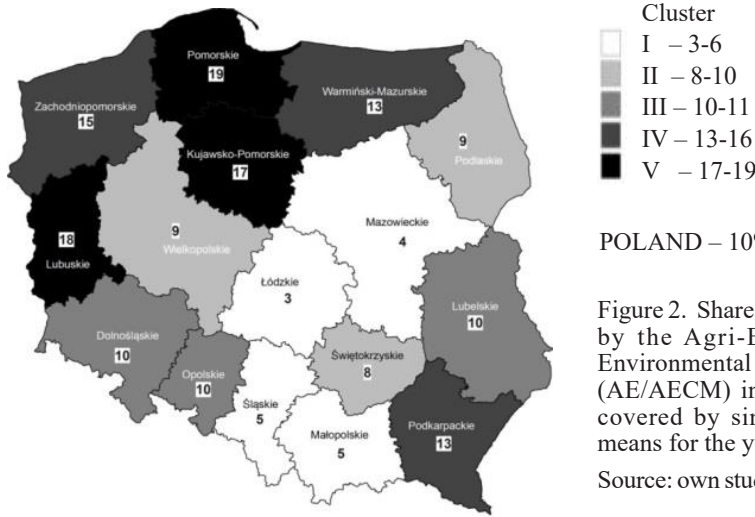 Pomorskie
19
Zachodniopomorskie
15
Warmiński-Mazurskie
13
Kujawsko-Pomorskie
17
9
Podlaskie
18
Lubuskie
9
Wielkopolskie
Mazowieckie
4
Łódzkie
3
Lubelskie
10
Dolnośląskie
10
Opolskie
10
Świętokrzyskie
8
Śląskie
5
Małopolskie
5
Podkarpackie
13
Cluster
I – 3-6
II – 8-10
III – 10-11
IV – 13-16
V – 17-19
POLAND – 10
Figure 2. Share
by the Agri-E
Environmental
(AE/AECM) in
covered by sin
means for the y
Source: own stu